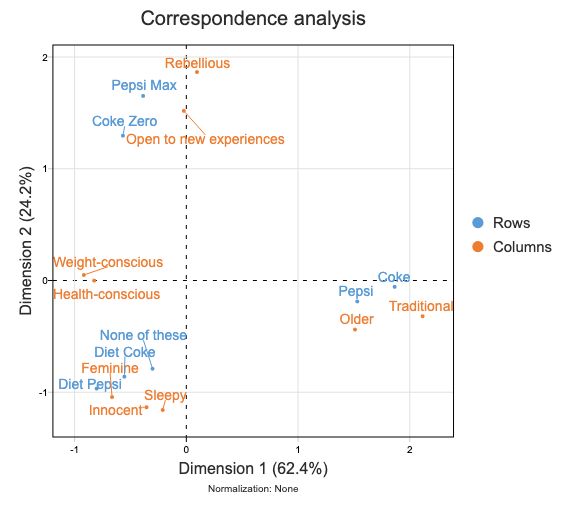 Correspondence analysis
2
Rebellious
Pepsi Max
Coke Zero
Open to new experiences
1
Weight-conscious
0
Health-conscious
Coke
Pepsi
Traditional
Older
None of these
Diet Coke
Feminine
Diet Pepsi
-1
Sleepy
Innocent
-1
0
1
2
Dimension 1 (62.4%)
Dimension 2 (24.2%)
Normalization: None
Rows
Columns